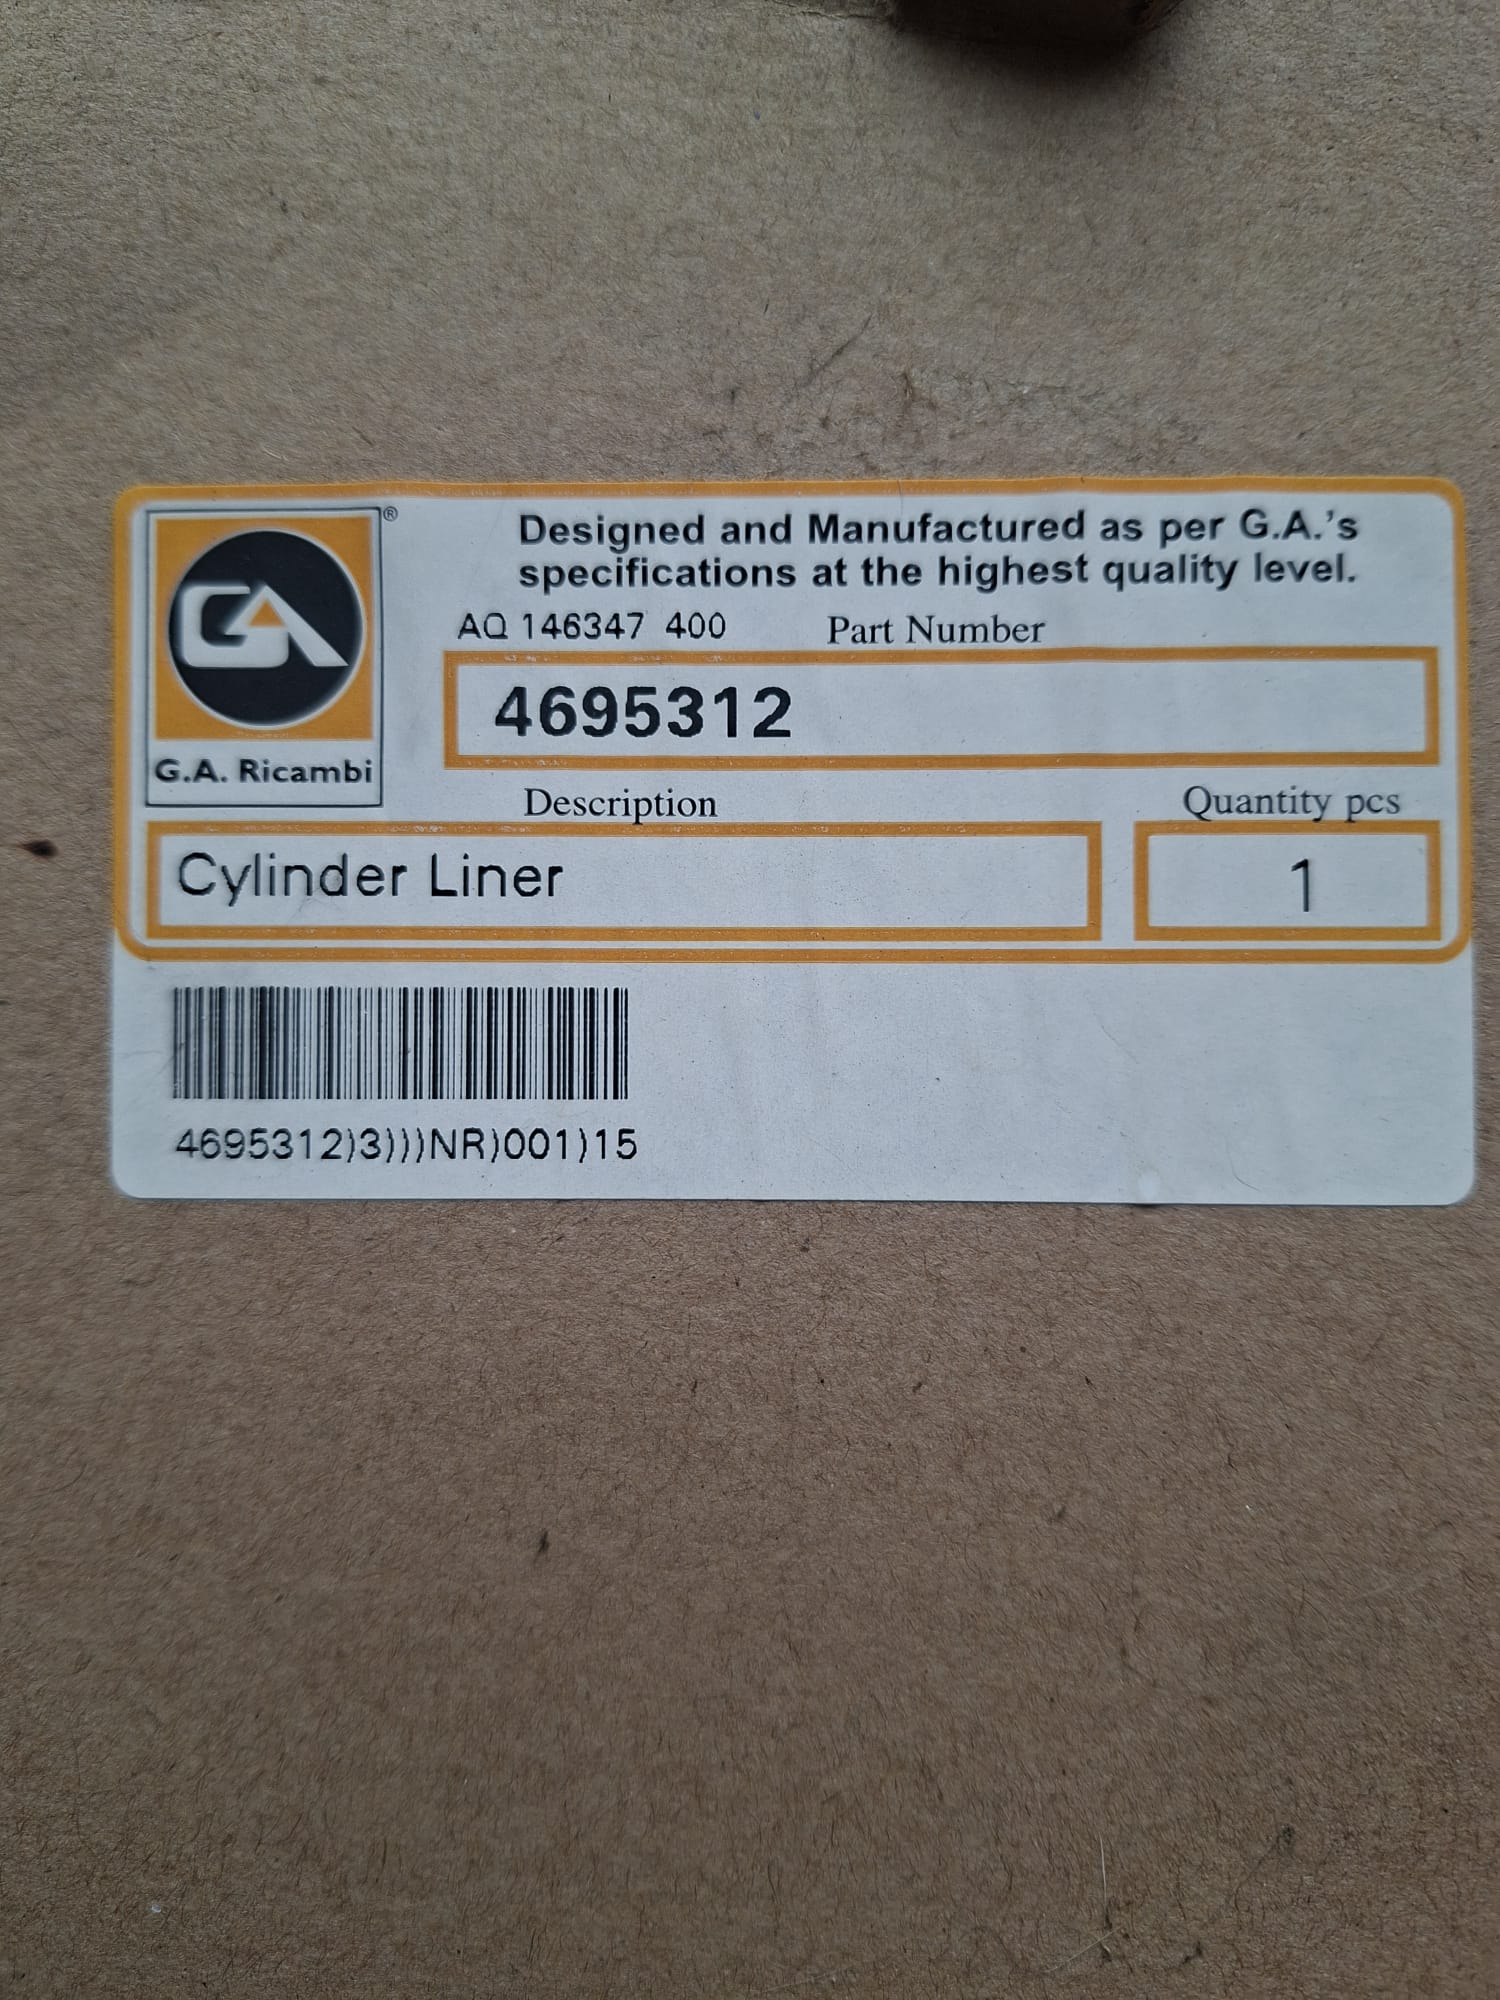 GA
®
G.A. Ricambi
Designed and Manufactured as per G.A.'s
specifications at the highest quality level.
AQ 146347 400 Part Number
4695312
Description Quantity pcs
Cylinder Liner 1
4695312)3)))NR)001)15